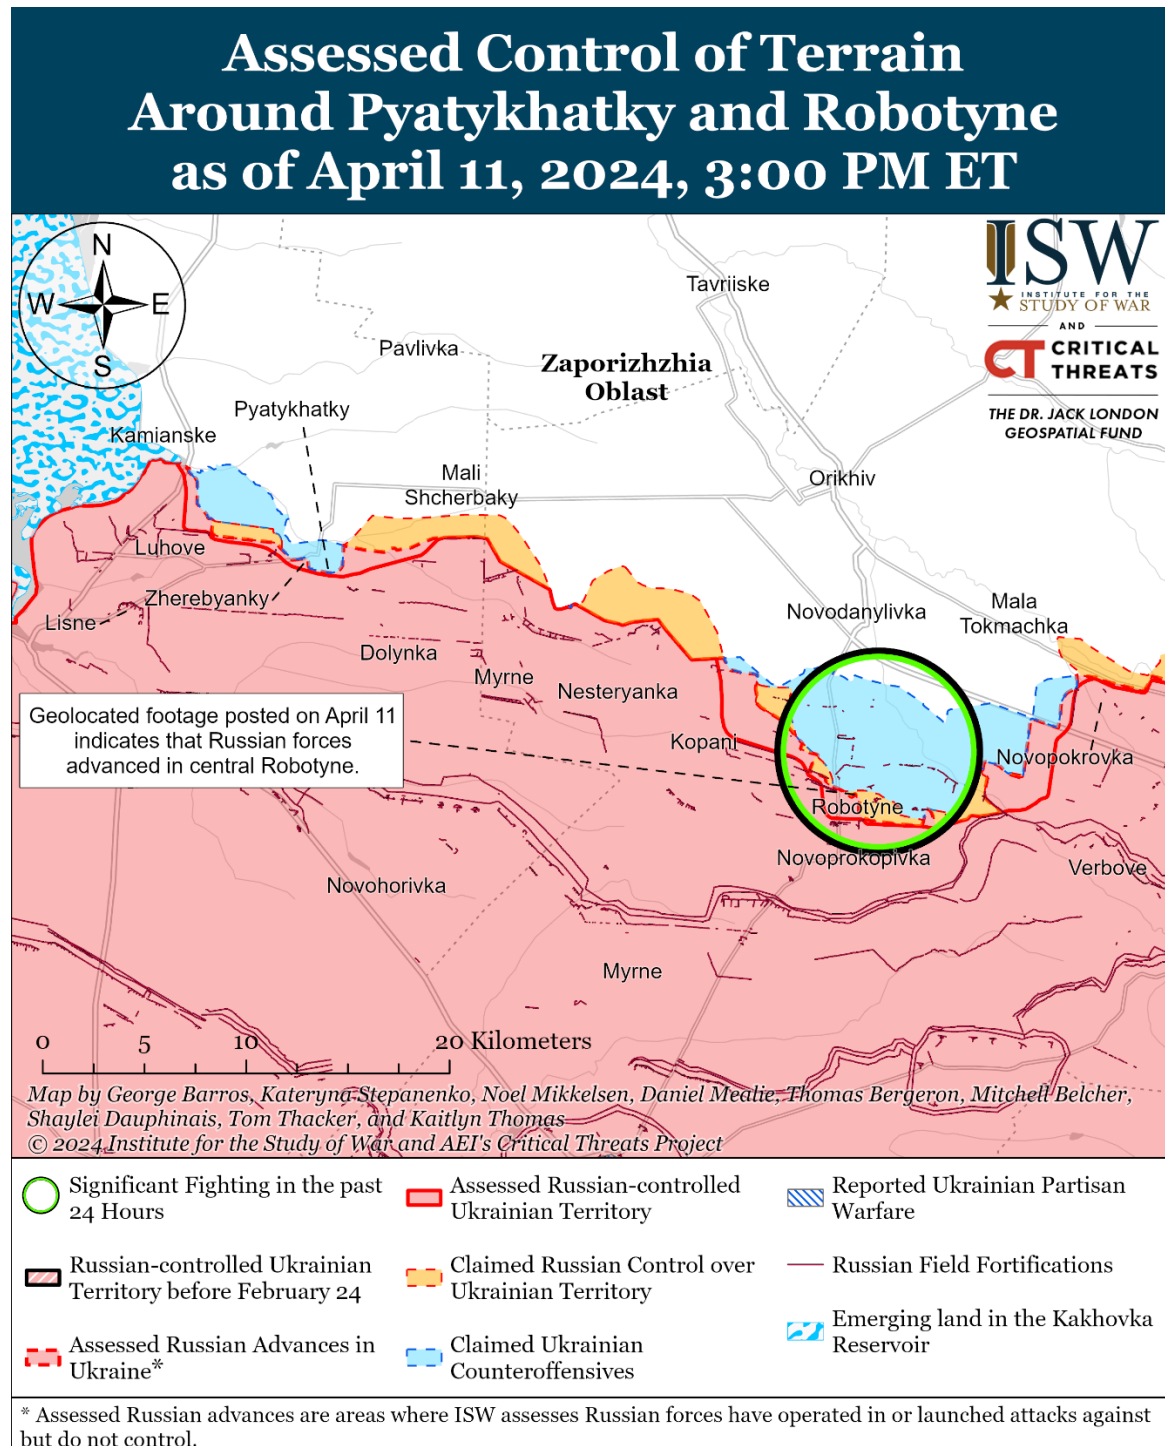 Assessed Control of Terrain
Around Pyatykhatky and Robotyne
as of April 11, 2024, 3:00 PM ET
N
W
E
S
ISW
INSTITUTE FOR THE
STUDY OF WAR
AND
CT CRITICAL
THREATS
THE DR. JACK LONDON
GEOSPATIAL FUND
Tavriiske
Pavlivka
Zaporizhzhia
Oblast
Pyatykhatky
Kamianske
Mali
Shcherbaky
Orikhiv
Luhove
Zherebyanky
Lisne
Novodanylivka
Mala
Tokmachka
Dolynka
Myrne
Nesteryanka
Geolocated footage posted on April 11
indicates that Russian forces
advanced in central Robotyne.
Kopani
Novopokrovka
Robotyne
Novoprokopivka
Verbove
Novohorivka
Myrne
0 5 10 20 Kilometers
Map by George Barros, Kateryna Stepanenko, Noel Mikkelsen, Daniel Mealie, Thomas Bergeron, Mitchell Belcher,
Shaylei Dauphinais, Tom Thacker, and Kaitlyn Thomas
© 2024 Institute for the Study of War and AEI's Critical Threats Project
Significant Fighting in the past
24 Hours
Russian-controlled Ukrainian
Territory before February 24
Assessed Russian Advances in
Ukraine*
Assessed Russian-controlled
Ukrainian Territory
Claimed Russian Control over
Ukrainian Territory
Claimed Ukrainian
Counteroffensives
Reported Ukrainian Partisan
Warfare
Russian Field Fortifications
Emerging land in the Kakhovka
Reservoir
* Assessed Russian advances are areas where ISW assesses Russian forces have operated in or launched attacks against
but do not control.